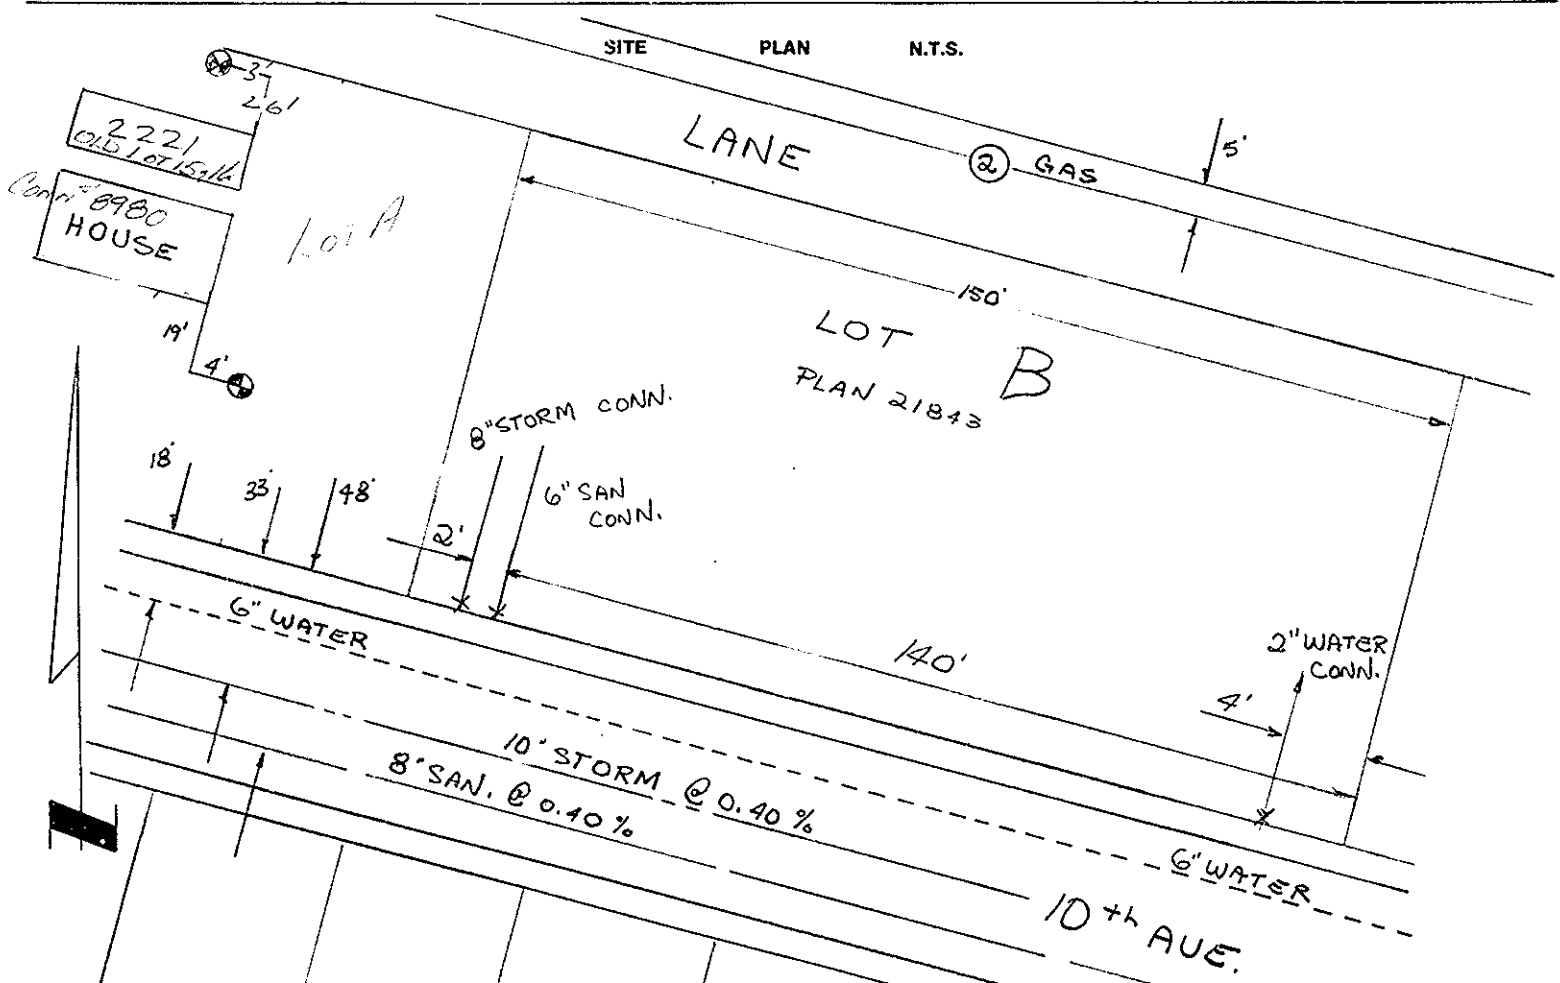 SITE PLAN N.T.S.
3'
26'
2221
OLD LOT 15,16
Conn# 8980
HOUSE
LOT A
LANE
② GAS
5'
150'
LOT B
PLAN 21843
19'
4'
8" STORM CONN.
6" SAN
CONN.
18'
33'
48'
2'
6" WATER
140'
2" WATER
CONN.
4'
10" STORM @ 0.40 %
8" SAN. @ 0.40 %
6" WATER
10th AVE.